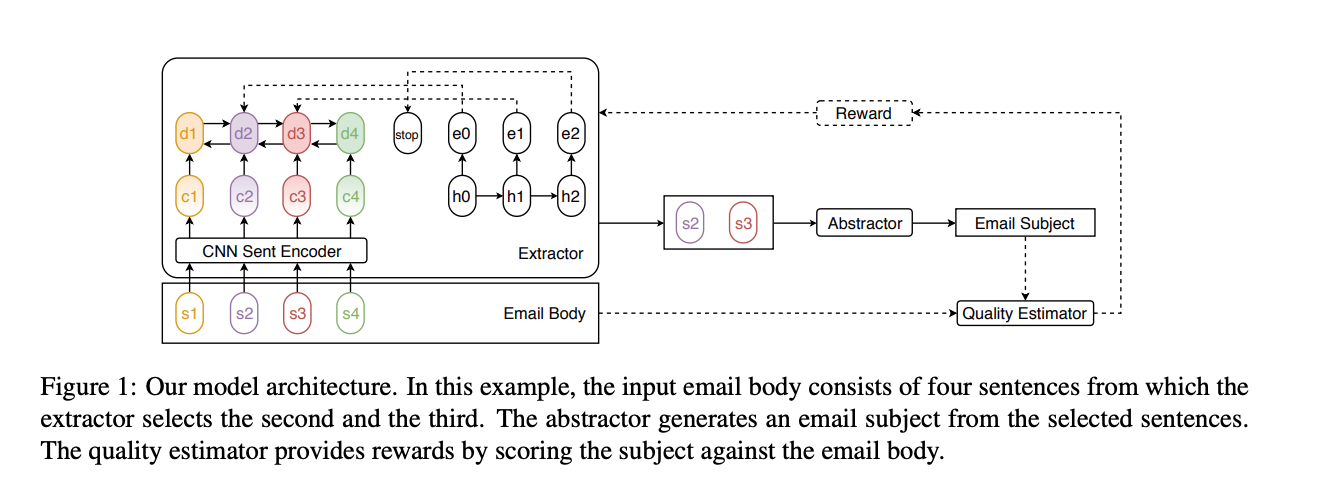 d1 d2 d3 d4 stop e0 e1 e2 Reward
c1 c2 c3 c4 h0 h1 h2
s2 s3 Abstractor Email Subject
CNN Sent Encoder Extractor
s1 s2 s3 s4 Email Body Quality Estimator
Figure 1: Our model architecture. In this example, the input email body consists of four sentences from which the
extractor selects the second and the third. The abstractor generates an email subject from the selected sentences.
The quality estimator provides rewards by scoring the subject against the email body.